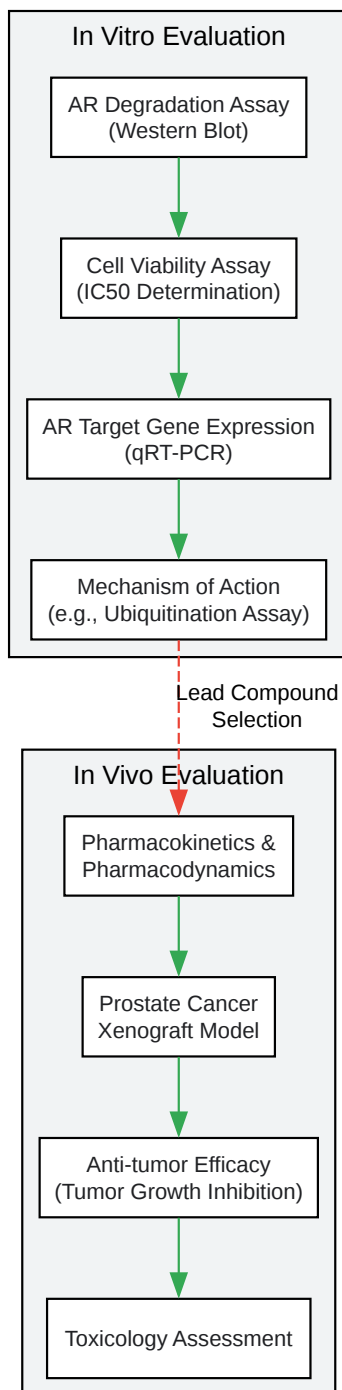 In Vitro Evaluation
AR Degradation Assay
(Western Blot)
Cell Viability Assay
(IC50 Determination)
AR Target Gene Expression
(qRT-PCR)
Mechanism of Action
(e.g., Ubiquitination Assay)
Lead Compound
Selection
In Vivo Evaluation
Pharmacokinetics &
Pharmacodynamics
Prostate Cancer
Xenograft Model
Anti-tumor Efficacy
(Tumor Growth Inhibition)
Toxicology Assessment